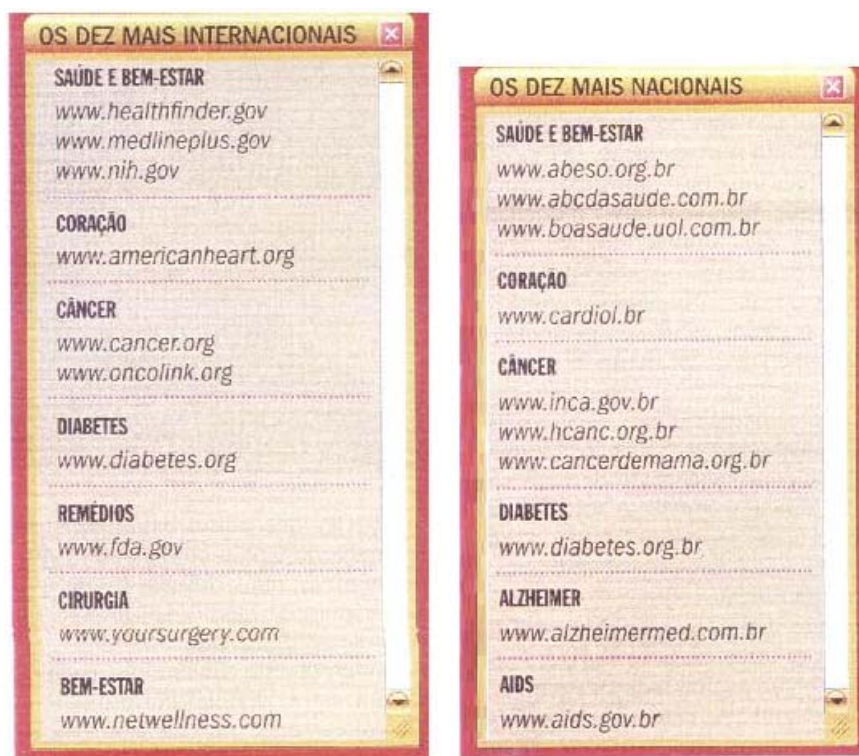 OS DEZ MAIS INTERNACIONAIS
SAÚDE E BEM-ESTAR
www.healthfinder.gov
www.medlineplus.gov
www.nih.gov
CORAÇÃO
www.americanheart.org
CÂNCER
www.cancer.org
www.oncolink.org
DIABETES
www.diabetes.org
REMÉDIOS
www.fda.gov
CIRURGIA
www.yoursurgery.com
BEM-ESTAR
www.netwellness.com
OS DEZ MAIS NACIONAIS
SAÚDE E BEM-ESTAR
www.abeso.org.br
www.abcdasaude.com.br
www.boasaude.uol.com.br
CORAÇÃO
www.cardiol.br
CÂNCER
www.inca.gov.br
www.hcanc.org.br
www.cancerdemama.org.br
DIABETES
www.diabetes.org.br
ALZHEIMER
www.alzheimermed.com.br
AIDS
www.aids.gov.br